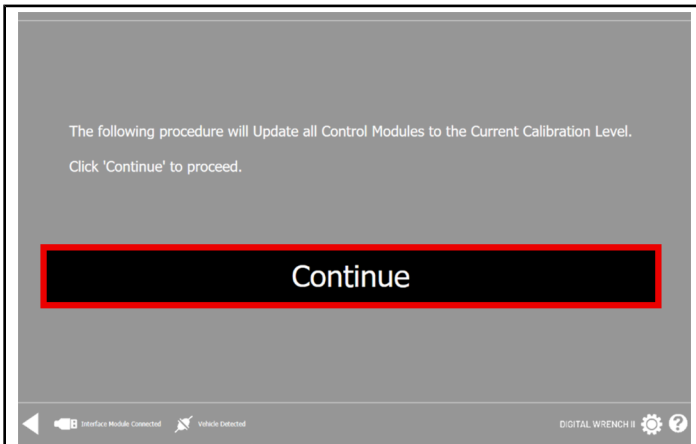 The following procedure will Update all Control Modules to the Current Calibration Level.
Click 'Continue' to proceed.
Continue
Interface Module Connected
Vehicle Detected
DIGITAL WRENCH II
?